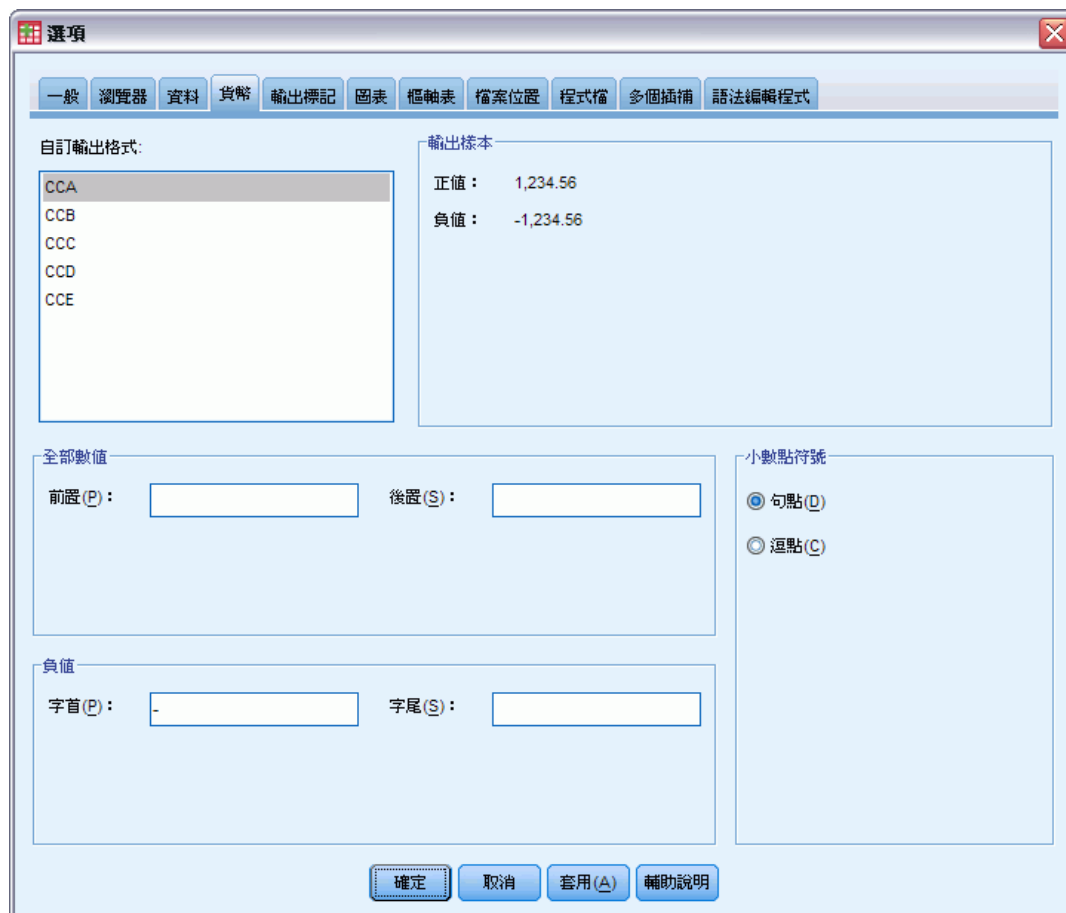 選項
一般 瀏覽器 資料 貨幣 輸出標記 圖表 樞軸表 檔案位置 程式檔 多個插補 語法編輯程式
自訂輸出格式:
CCA
CCB
CCC
CCD
CCE
輸出樣本
正值： 1,234.56
負值： -1,234.56
全部數值
前置(P)： 後置(S)：
小數點符號
句點(D)
逗點(C)
負值
字首(P)： - 字尾(S)：
確定 取消 套用(A) 輔助說明